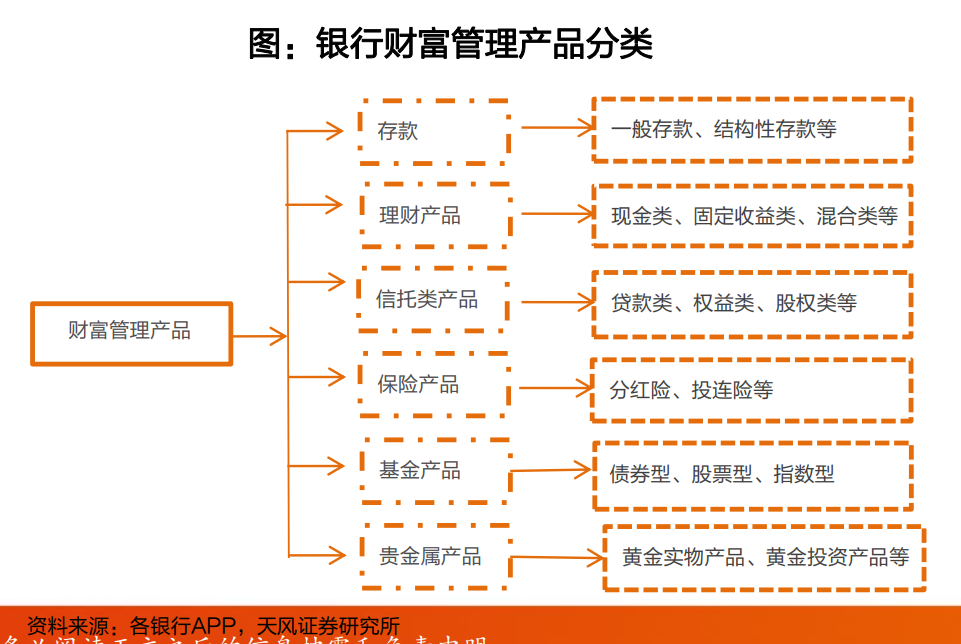 图：银行财富管理产品分类
财富管理产品
存款
一般存款、结构性存款等
理财产品
现金类、固定收益类、混合类等
信托类产品
贷款类、权益类、股权类等
保险产品
分红险、投连险等
基金产品
债券型、股票型、指数型
贵金属产品
黄金实物产品、黄金投资产品等
资料来源：各银行APP，天风证券研究所